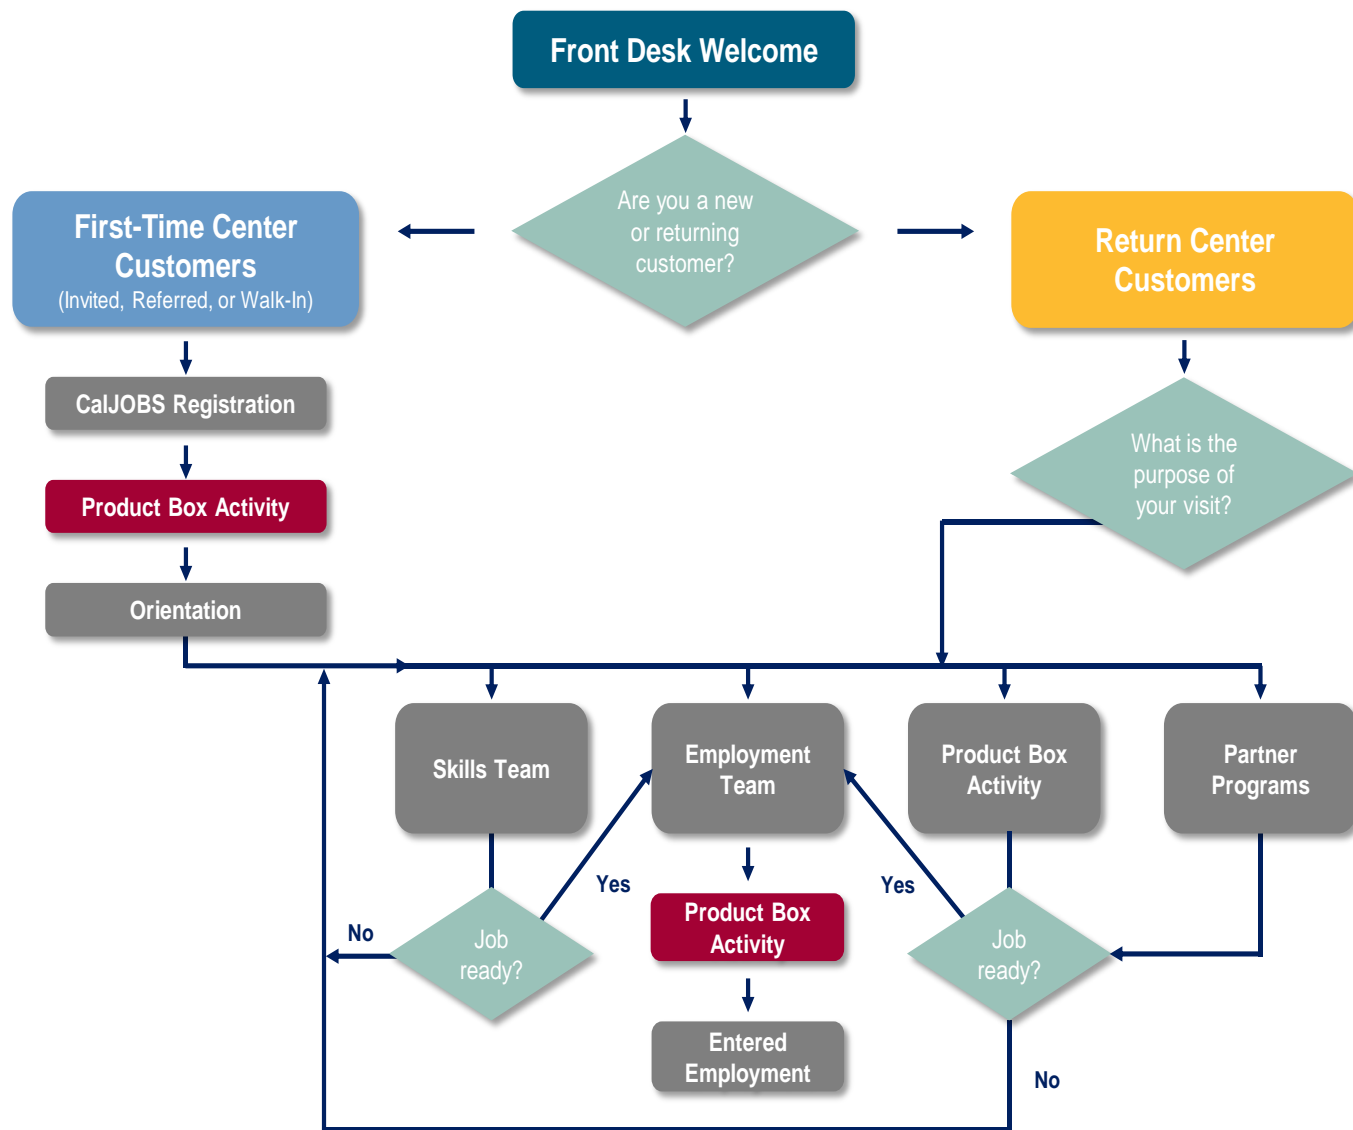 Front Desk Welcome
Are you a new
or returning
customer?
First-Time Center
Customers
(Invited, Referred, or Walk-In)
Return Center
Customers
CalJOBS Registration
What is the
purpose of
your visit?
Product Box Activity
Orientation
Skills Team
Employment
Team
Product Box
Activity
Partner
Programs
Yes
Yes
No
Job
ready?
Product Box
Activity
Job
ready?
Entered
Employment
No